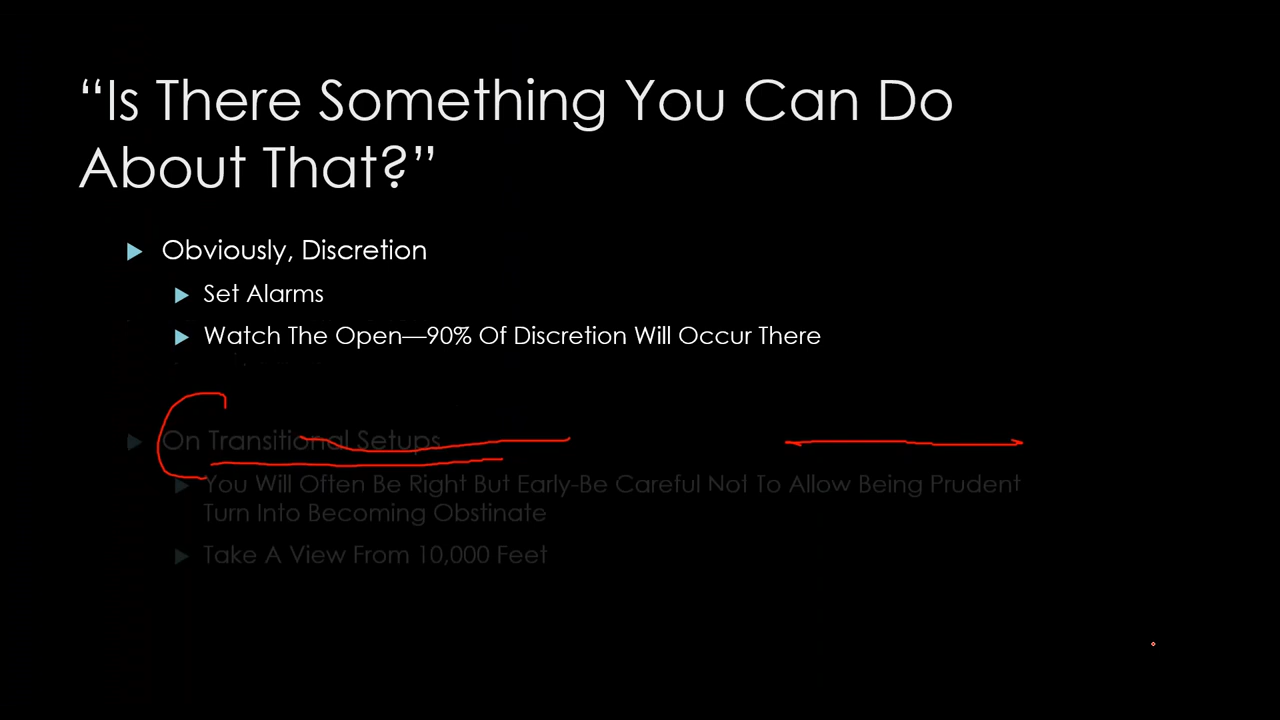 “Is There Something You Can Do
About That?”
Obviously, Discretion
Set Alarms
Watch The Open—90% Of Discretion Will Occur There
On Transitional Setups
You Will Often Be Right But Early-Be Careful Not To Allow Being Prudent
Turn Into Becoming Obstinate
Take A View From 10,000 Feet